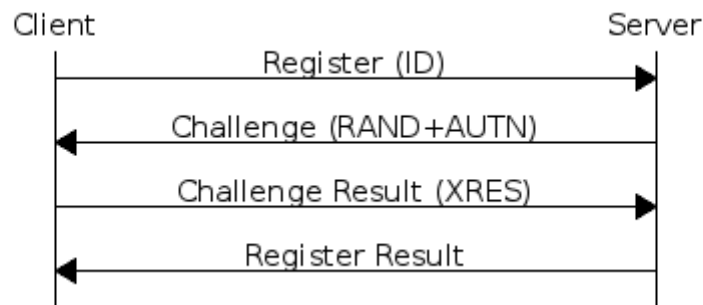 Client
Server
Register (ID)
Challenge (RAND+AUTN)
Challenge Result (XRES)
Register Result